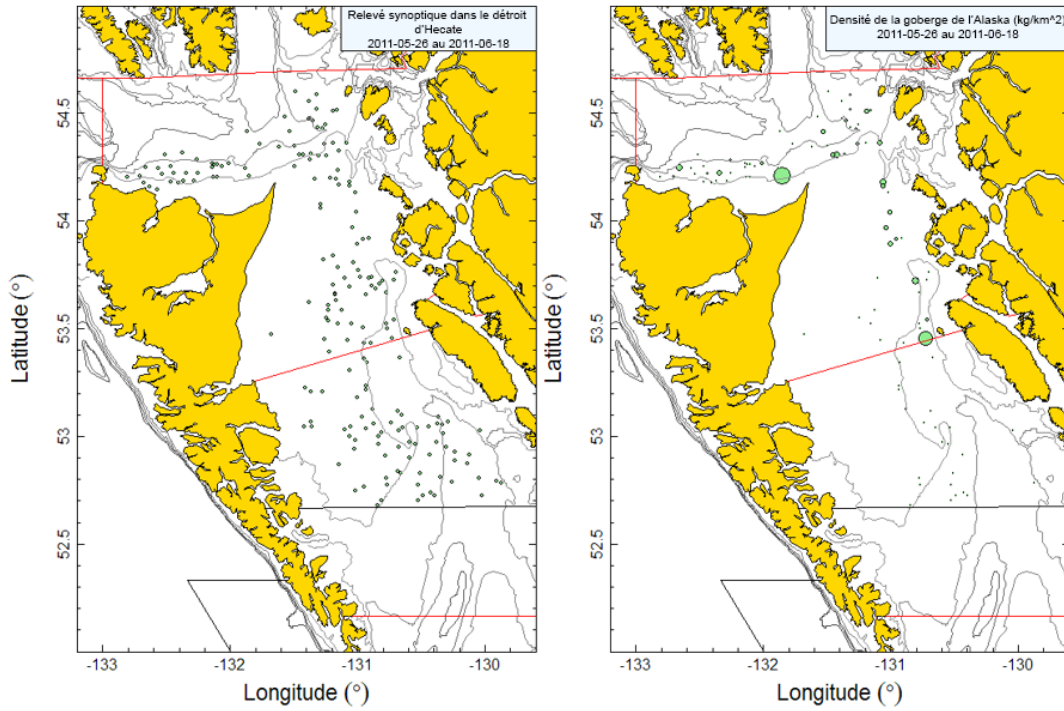 Relevé synoptique dans le détroit
d'Hecate
2011-05-26 au 2011-06-18
54.5
54
53.5
53
52.5
Latitude (°)
-133
-132
-131
-130
Longitude (°)
Densité de la goberge de l'Alaska (kg/km^2)
2011-05-26 au 2011-06-18
54.5
54
53.5
53
52.5
Latitude (°)
-133
-132
-131
-130
Longitude (°)